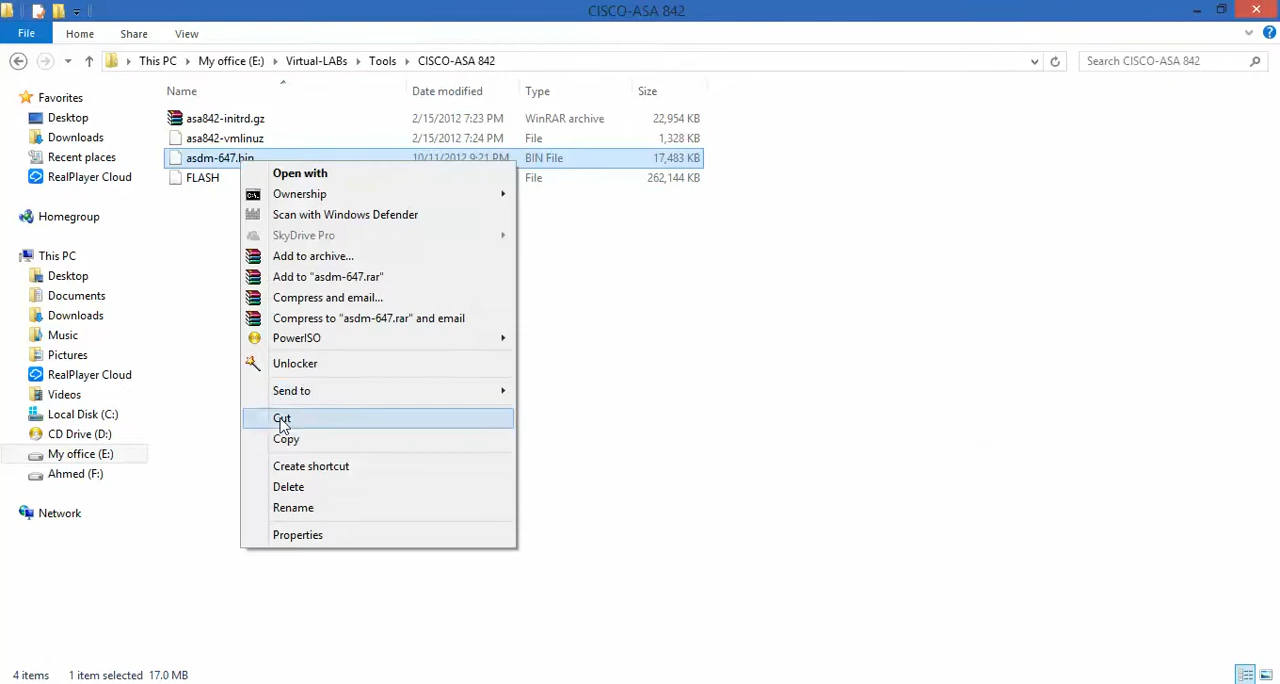 CISCO-ASA 842
File Home Share View
This PC My office (E:) Virtual-LABs Tools CISCO-ASA 842 Search CISCO-ASA 842
Name Date modified Type Size
asa842-initrd.gz 2/15/2012 7:23 PM WinRAR archive 22,954 KB
asa842-vmlinuz 2/15/2012 7:24 PM File 1,328 KB
asdm-647.bin 10/11/2012 9:21 PM BIN File 17,483 KB
FLASH File 262,144 KB
Favorites
Desktop
Downloads
Recent places
RealPlayer Cloud
Homegroup
This PC
Desktop
Documents
Downloads
Music
Pictures
RealPlayer Cloud
Videos
Local Disk (C:)
CD Drive (D:)
My office (E:)
Ahmed (F:)
Network
Open with
Ownership
Scan with Windows Defender
SkyDrive Pro
Add to archive...
Add to "asdm-647.rar"
Compress and email...
Compress to "asdm-647.rar" and email
PowerISO
Unlocker
Send to
Cut
Copy
Create shortcut
Delete
Rename
Properties
4 items 1 item selected 17.0 MB